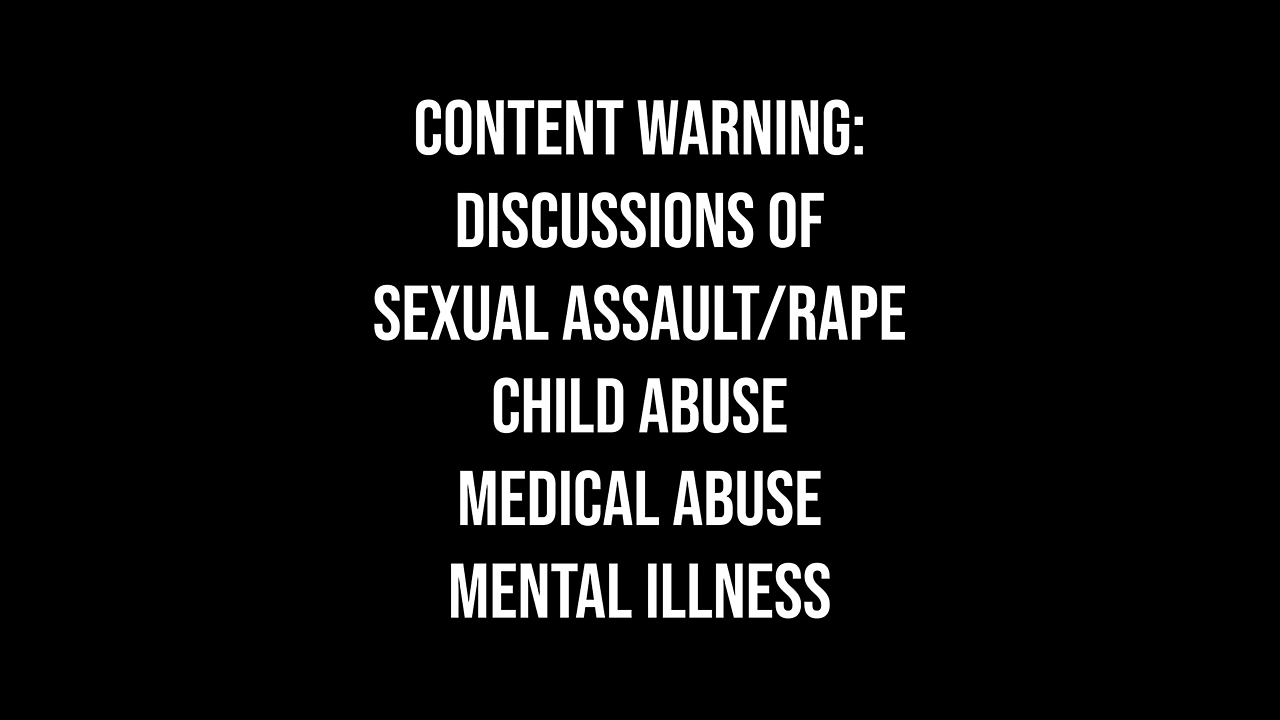 CONTENT WARNING:
DISCUSSIONS OF
SEXUAL ASSAULT/RAPE
CHILD ABUSE
MEDICAL ABUSE
MENTAL ILLNESS